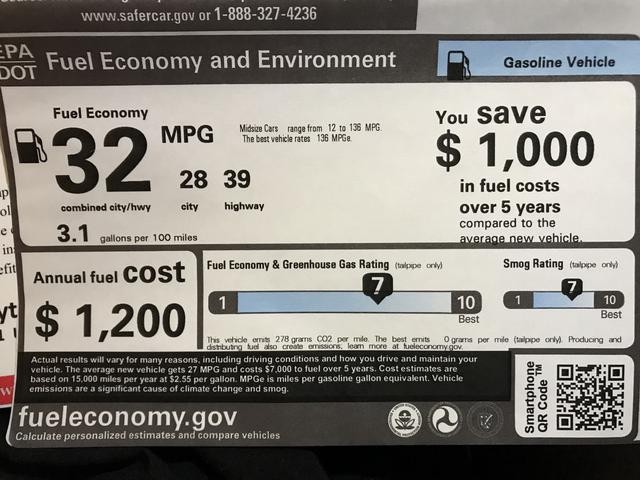 www.safercar.gov or 1-888-327-4236
EPA
DOT Fuel Economy and Environment
Gasoline Vehicle
Fuel Economy
32 MPG
combined city/hwy
28 city
39 highway
3.1 gallons per 100 miles
Midsize Cars range from 12 to 136 MPG.
The best vehicle rates 136 MPGe.
You save
$ 1,000
in fuel costs
over 5 years
compared to the
average new vehicle.
Annual fuel cost
$ 1,200
Fuel Economy & Greenhouse Gas Rating (tailpipe only)
1 7 10
Best
Smog Rating (tailpipe only)
1 7 10
Best
This vehicle emits 278 grams CO2 per mile. The best emits 0 grams per mile (tailpipe only). Producing and
distributing fuel also create emissions; learn more at fueleconomy.gov.
Actual results will vary for many reasons, including driving conditions and how you drive and maintain your
vehicle. The average new vehicle gets 27 MPG and costs $7,000 to fuel over 5 years. Cost estimates are
based on 15,000 miles per year at $2.55 per gallon. MPGe is miles per gasoline gallon equivalent. Vehicle
emissions are a significant cause of climate change and smog.
fueleconomy.gov
Calculate personalized estimates and compare vehicles
Smartphone
QR Code™